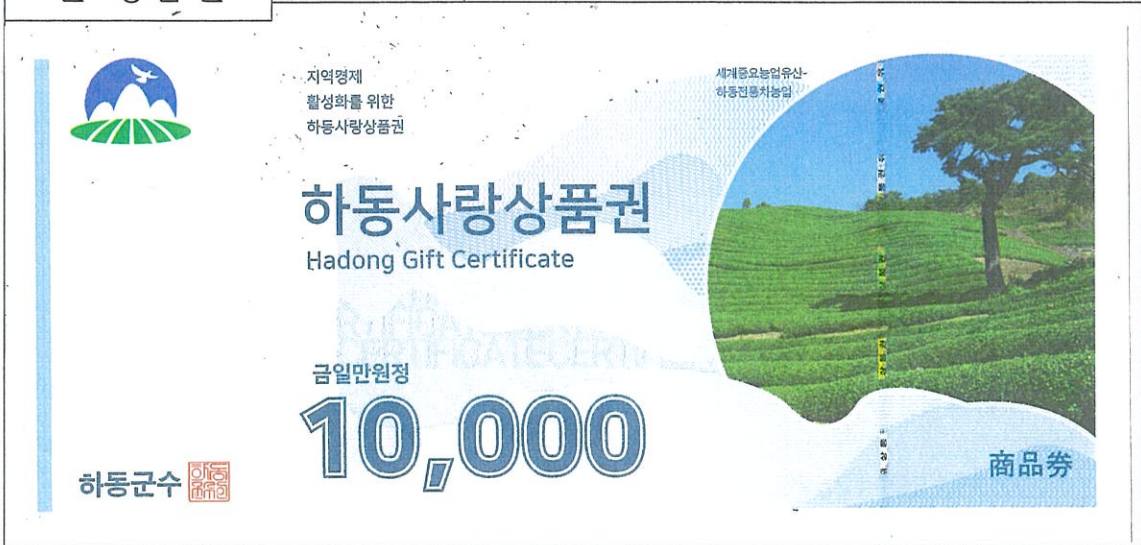 지역경제
활성화를 위한
하동사랑상품권
세계중요농업유산-
하동전통차농업
하동사랑상품권
Hadong Gift Certificate
금일만원정
10,000
하동군수
商品券